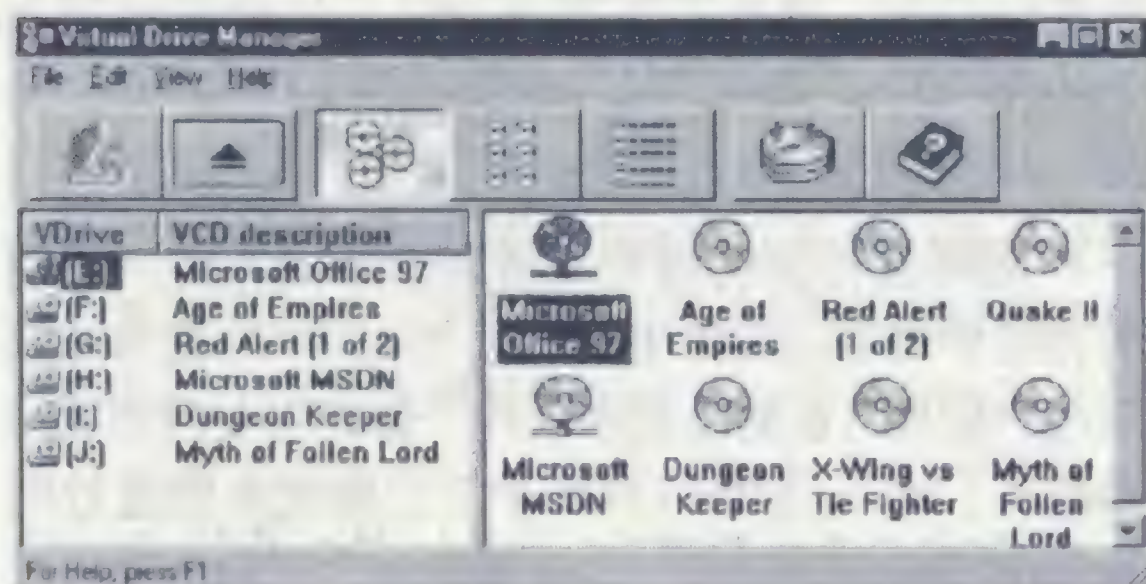 Virtual Drive Manager
File Edit View Help
VDrive VCD description
(E:) Microsoft Office 97
(F:) Age of Empires
(G:) Red Alert (1 of 2)
(H:) Microsoft MSDN
(I:) Dungeon Keeper
(J:) Myth of Follen Lord
Microsoft Office 97
Age of Empires
Red Alert (1 of 2)
Quake II
Microsoft MSDN
Dungeon Keeper
X-Wing vs Tie Fighter
Myth of Follen Lord
For Help, press F1